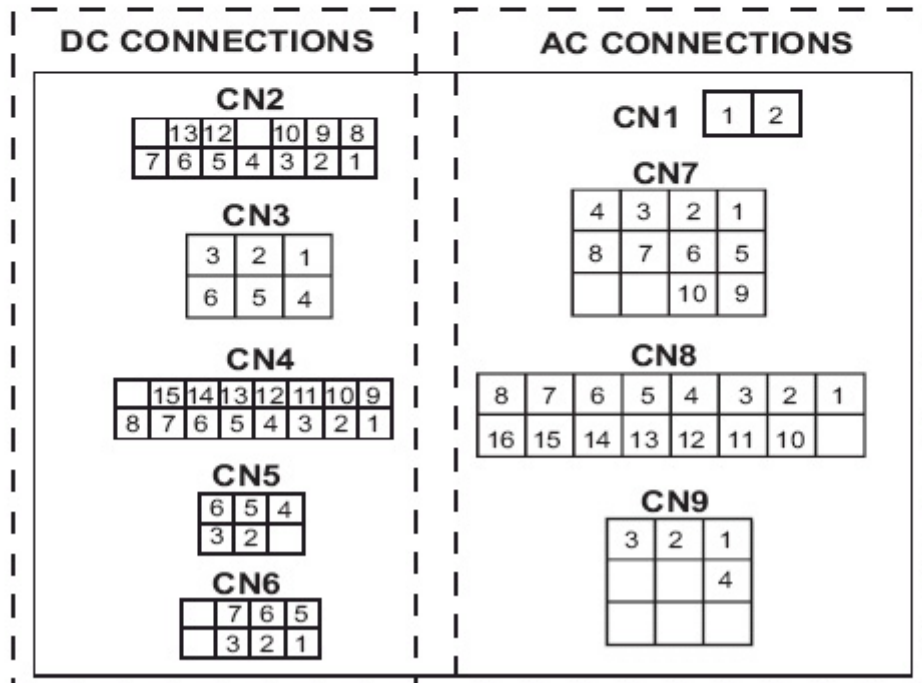 DC CONNECTIONS
CN2
13 12 10 9 8
7 6 5 4 3 2 1
CN3
3 2 1
6 5 4
CN4
15 14 13 12 11 10 9
8 7 6 5 4 3 2 1
CN5
6 5 4
3 2
CN6
7 6 5
3 2 1
AC CONNECTIONS
CN1 1 2
CN7
4 3 2 1
8 7 6 5
10 9
CN8
8 7 6 5 4 3 2 1
16 15 14 13 12 11 10
CN9
3 2 1
4